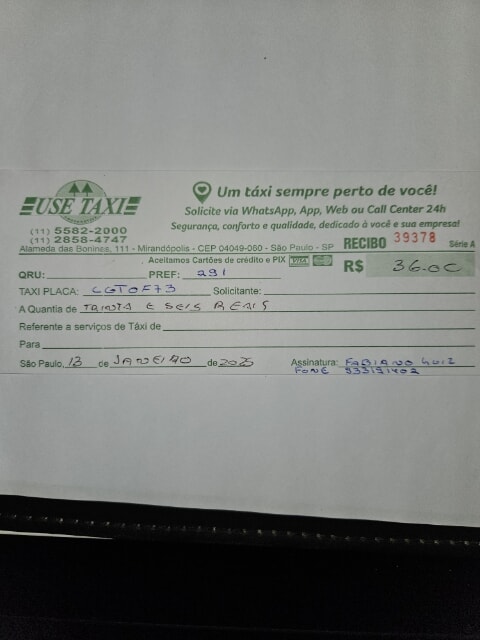 USE TAXI
(11) 5582-2000
(11) 2858-4747
Um táxi sempre perto de você!
Solicite via WhatsApp, App, Web ou Call Center 24h
Segurança, conforto e qualidade, dedicado à você e sua empresa!
Alameda das Boninas, 111 - Mirandópolis - CEP 04049-060 - São Paulo - SP RECIBO 39378 Série A
Aceitamos Cartões de crédito e PIX
QRU: PREF: 291 R$ 36.00
TAXI PLACA: CGT0F73 Solicitante:
A Quantia de TRINTA E SEIS REAIS
Referente a serviços de Táxi de
Para
São Paulo, 13 de JANEIRO de 2025 Assinatura: FABIANO LUIZ
FONE 933191402